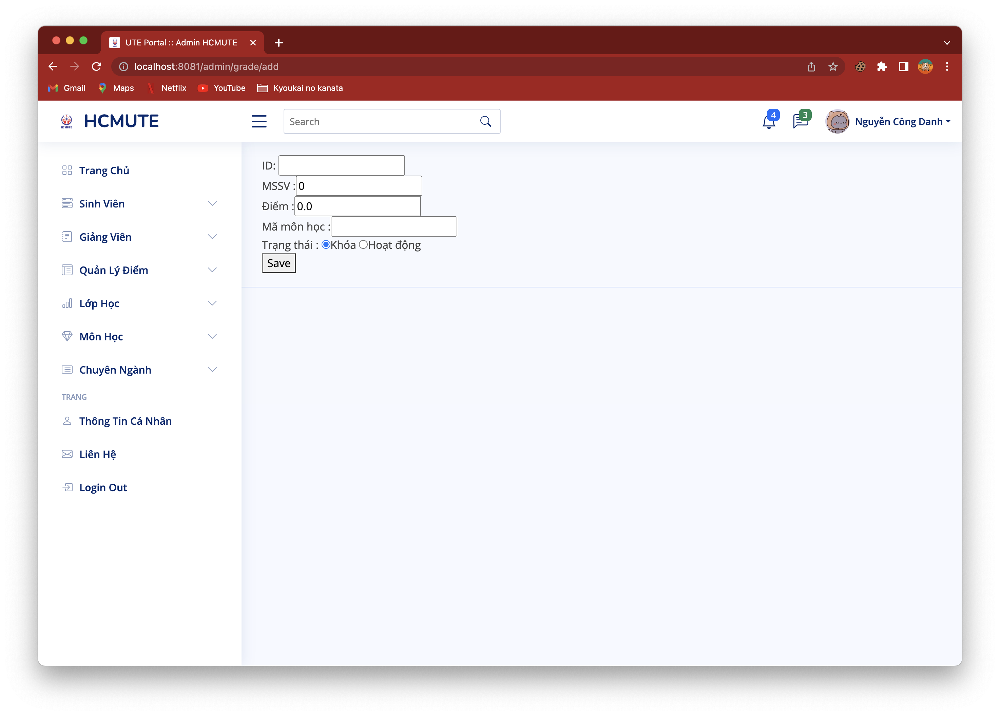 UTE Portal :: Admin HCMUTE
localhost:8081/admin/grade/add
Gmail Maps Netflix YouTube Kyoukai no kanata
HCMUTE HCMUTE Search 4 3 Nguyễn Công Danh
Trang Chủ
Sinh Viên
Giảng Viên
Quản Lý Điểm
Lớp Học
Môn Học
Chuyên Ngành
TRANG
Thông Tin Cá Nhân
Liên Hệ
Login Out
ID:
MSSV : 0
Điểm : 0.0
Mã môn học :
Trạng thái : Khóa Hoạt động
Save